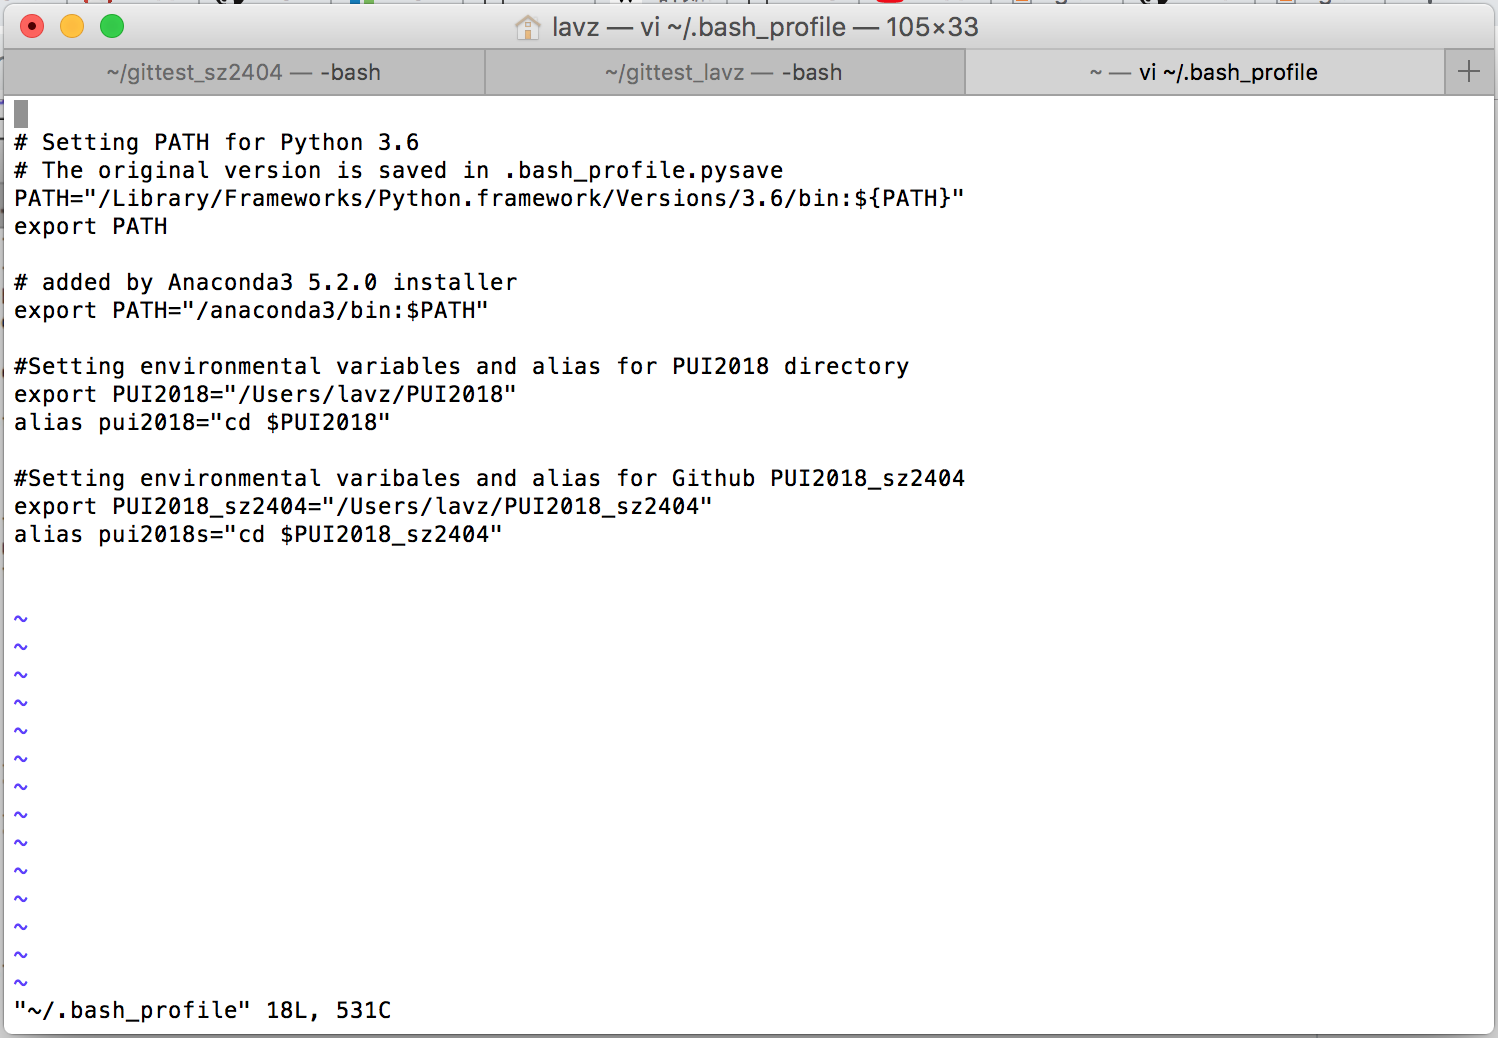 lavz — vi ~/.bash_profile — 105×33
~/gittest_sz2404 — -bash
~/gittest_lavz — -bash
~ — vi ~/.bash_profile
# Setting PATH for Python 3.6
# The original version is saved in .bash_profile.pysave
PATH="/Library/Frameworks/Python.framework/Versions/3.6/bin:${PATH}"
export PATH
# added by Anaconda3 5.2.0 installer
export PATH="/anaconda3/bin:$PATH"
#Setting environmental variables and alias for PUI2018 directory
export PUI2018="/Users/lavz/PUI2018"
alias pui2018="cd $PUI2018"
#Setting environmental varibales and alias for Github PUI2018_sz2404
export PUI2018_sz2404="/Users/lavz/PUI2018_sz2404"
alias pui2018s="cd $PUI2018_sz2404"
~
~
~
~
~
~
~
~
~
~
~
~
~
~
"~/.bash_profile" 18L, 531C